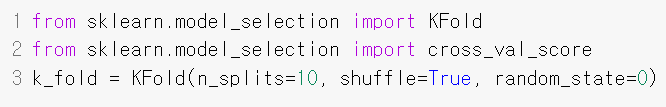 1 from sklearn.model_selection import KFold
2 from sklearn.model_selection import cross_val_score
3 k_fold = KFold(n_splits=10, shuffle=True, random_state=0)